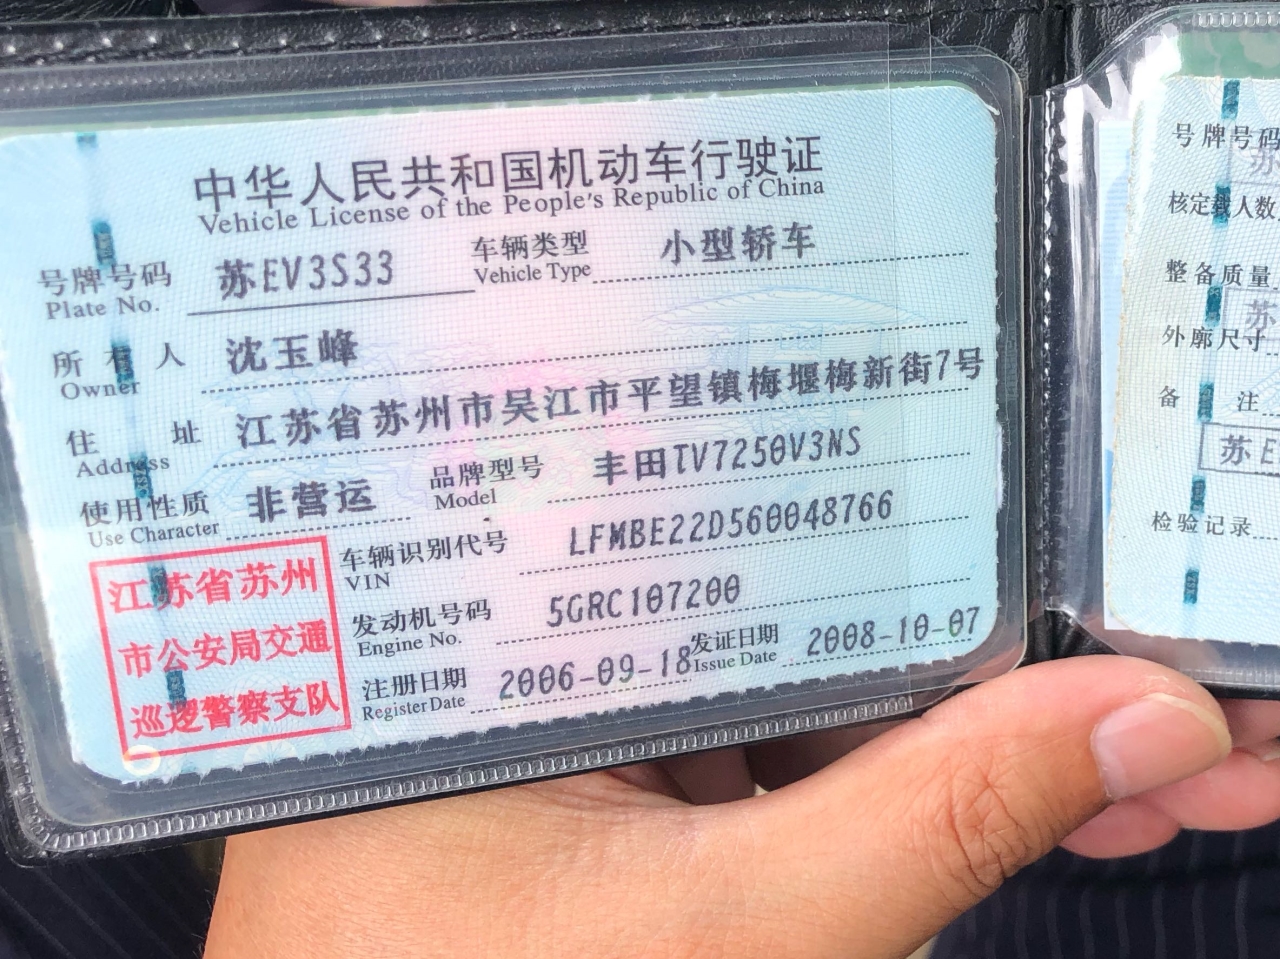 中华人民共和国机动车行驶证
Vehicle License of the People's Republic of China
号牌号码 苏EV3S33 车辆类型 小型轿车
Plate No. Vehicle Type
所有人 沈玉峰
Owner
住址 江苏省苏州市吴江市平望镇梅堰梅新街7号
Address
使用性质 非营运 品牌型号 丰田TV7250V3NS
Use Character Model
车辆识别代号 LFMBE22D560048766
VIN
发动机号码 5GRC107200
Engine No.
注册日期 2006-09-18 发证日期 2008-10-07
Register Date Issue Date
江苏省苏州
市公安局交通
巡逻警察支队
号牌号码
核定载人数
整备质量
外廓尺寸
备注
苏E
检验记录